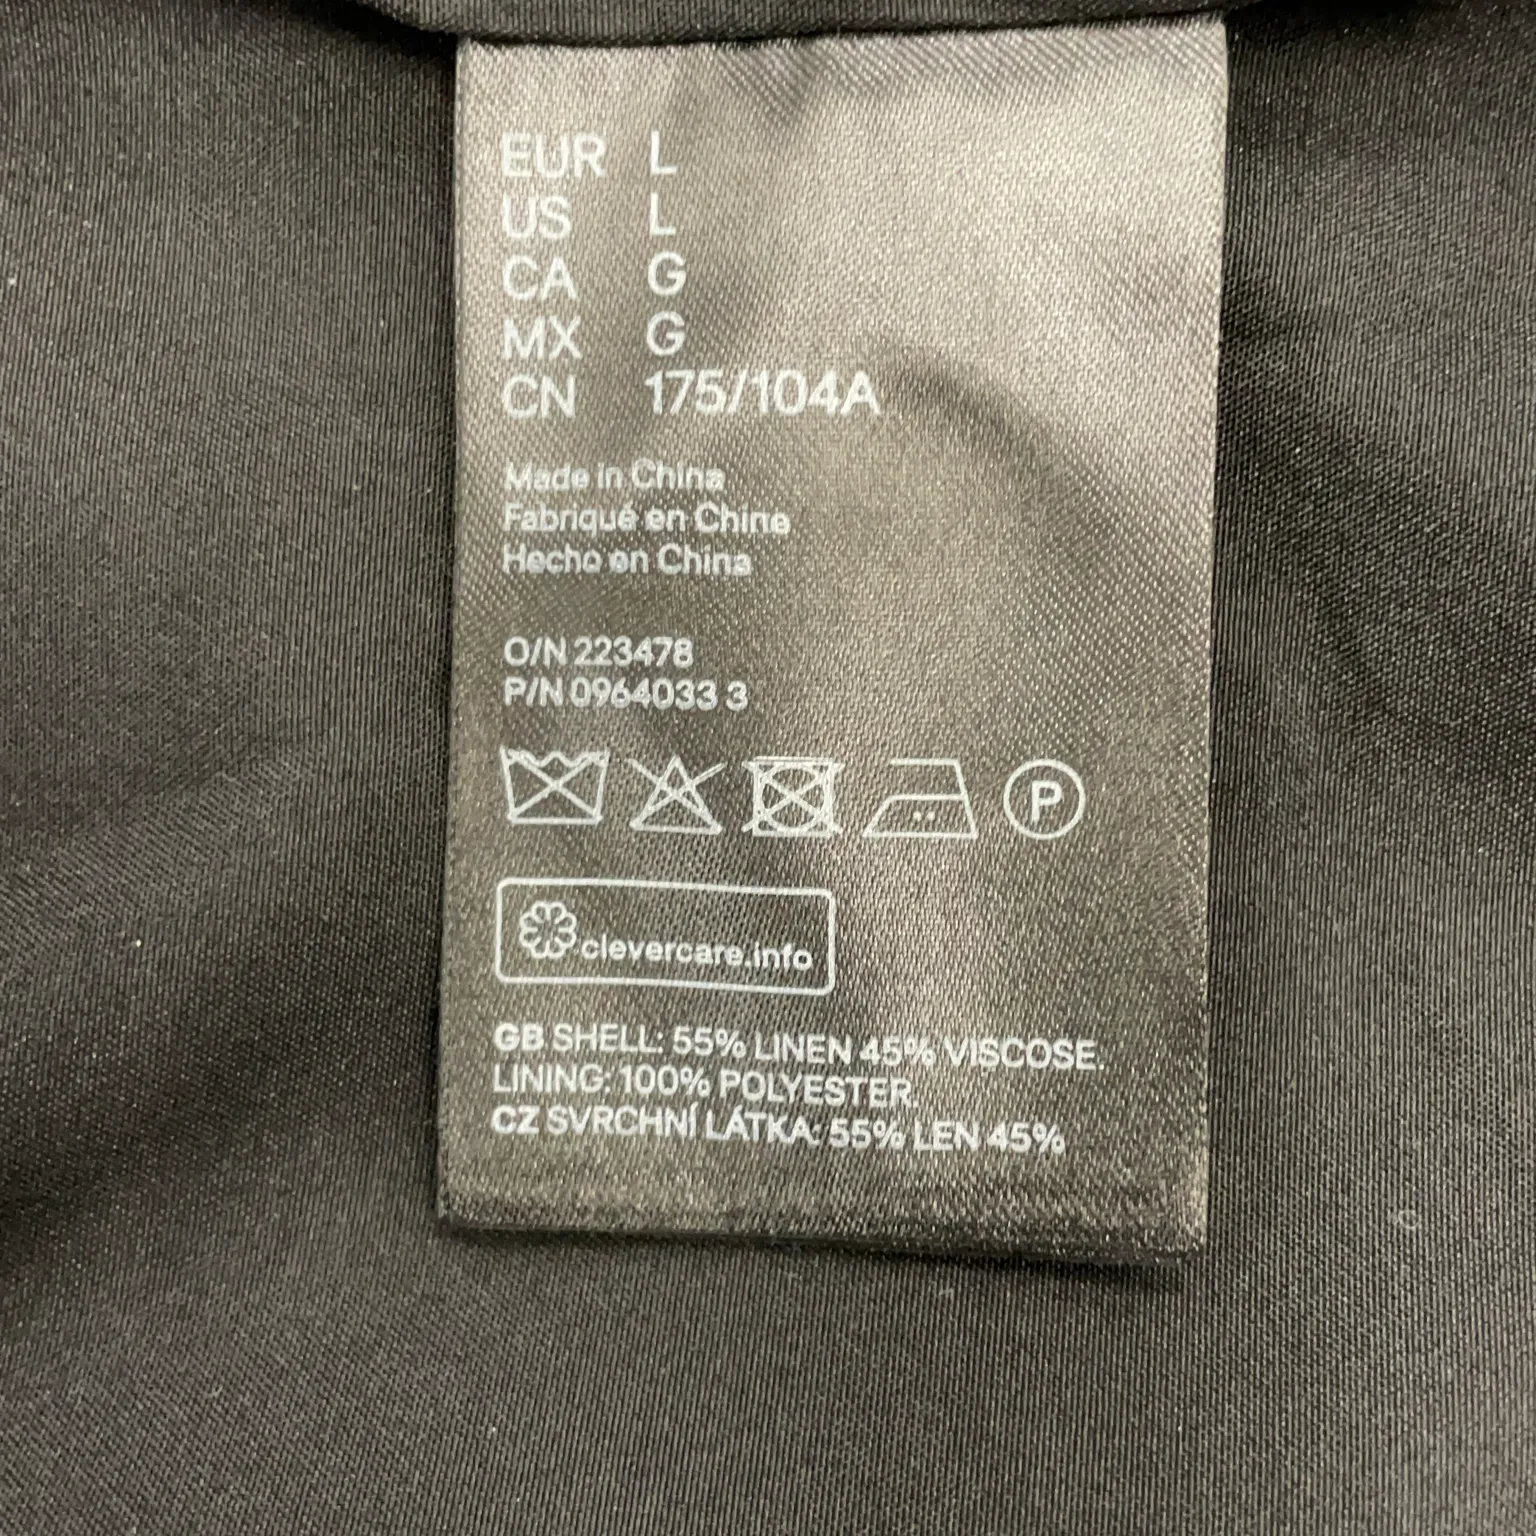 EUR L
US L
CA G
MX G
CN 175/104A
Made in China
Fabriqué en Chine
Hecho en China
O/N 223478
P/N 0964033 3
P
clevercare.info
GB SHELL: 55% LINEN 45% VISCOSE.
LINING: 100% POLYESTER.
CZ SVRCHNÍ LÁTKA: 55% LEN 45%